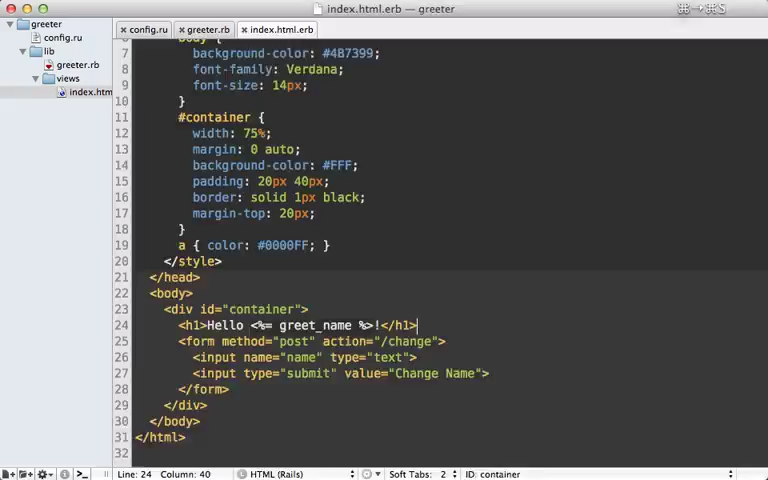 index.html.erb — greeter
⌘→⌘S
greeter
config.ru
lib
greeter.rb
views
index.htm
config.ru
greeter.rb
index.html.erb
7 background-color: #4B7399;
8 font-family: Verdana;
9 font-size: 14px;
10 }
11 #container {
12 width: 75%;
13 margin: 0 auto;
14 background-color: #FFF;
15 padding: 20px 40px;
16 border: solid 1px black;
17 margin-top: 20px;
18 }
19 a { color: #0000FF; }
20 </style>
21 </head>
22 <body>
23 <div id="container">
24 <h1>Hello <%= greet_name %>!</h1>
25 <form method="post" action="/change">
26 <input name="name" type="text">
27 <input type="submit" value="Change Name">
28 </form>
29 </div>
30 </body>
31 </html>
32
Line: 24 Column: 40 HTML (Rails) Soft Tabs: 2 ID: container